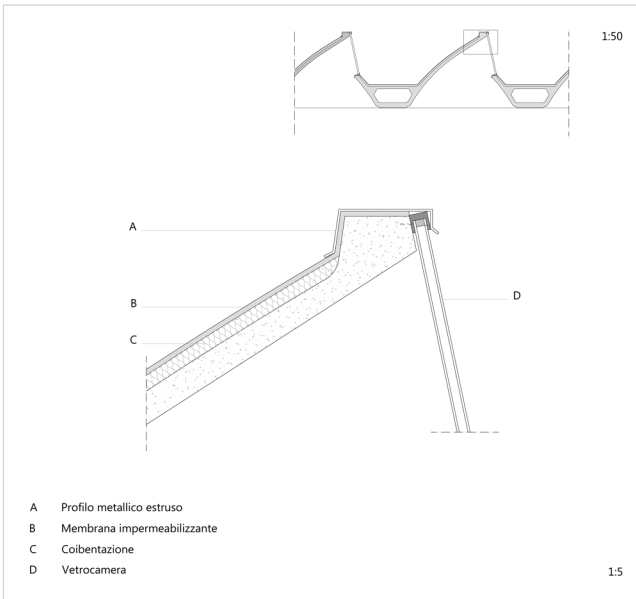 1:50
A
B
D
C
A Profilo metallico estruso
B Membrana impermeabilizzante
C Coibentazione
D Vetrocamera
1:5